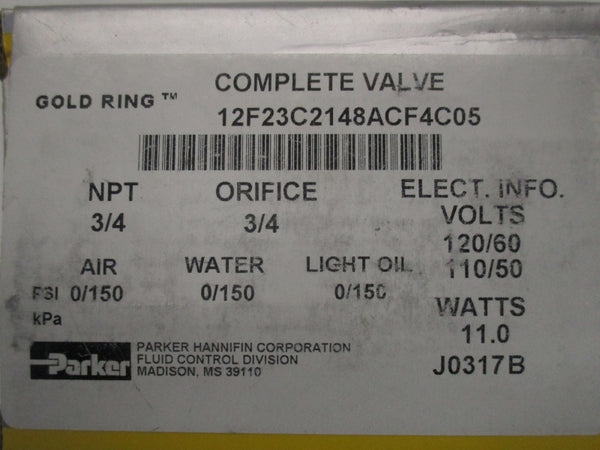 COMPLETE VALVE
GOLD RING™
12F23C2148ACF4C05
NPT ORIFICE ELECT. INFO.
3/4 3/4 VOLTS
120/60
AIR WATER LIGHT OIL 110/50
PSI 0/150 0/150 0/150
kPa
WATTS
11.0
Parker
PARKER HANNIFIN CORPORATION
FLUID CONTROL DIVISION
MADISON, MS 39110
J0317B